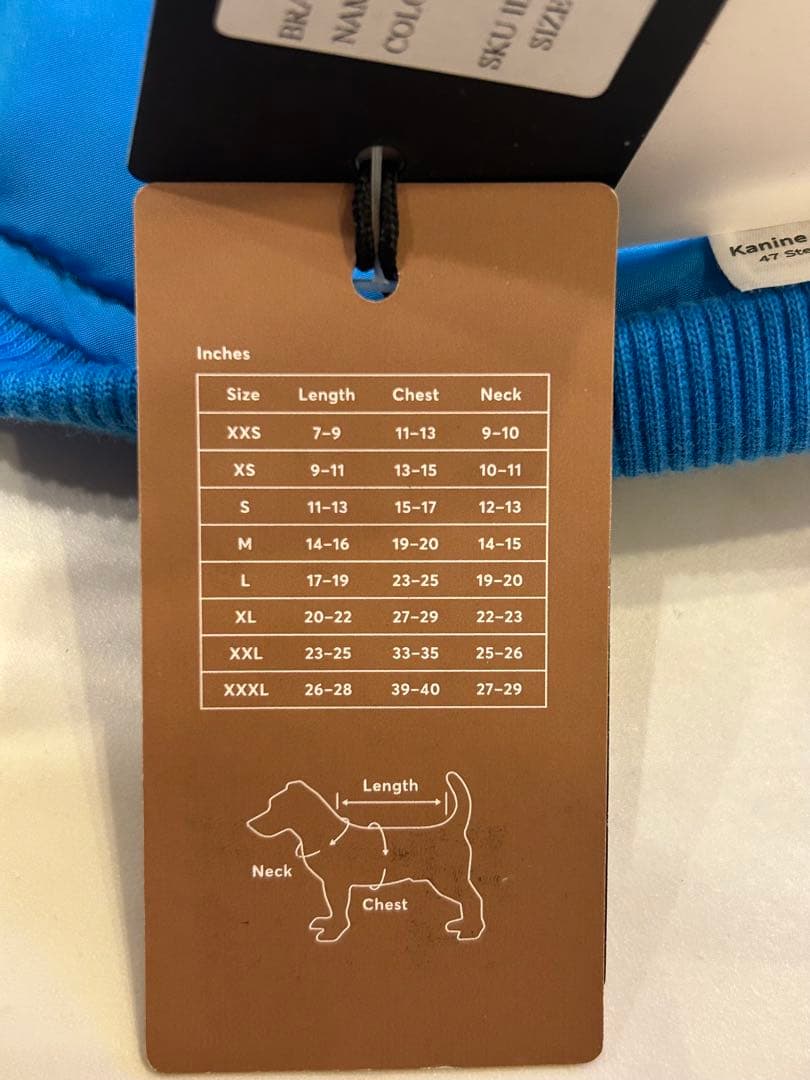 SKU
SIZE
Kanine
47
Inches
Size Length Chest Neck
XXS 7–9 11–13 9–10
XS 9–11 13–15 10–11
S 11–13 15–17 12–13
M 14–16 19–20 14–15
L 17–19 23–25 19–20
XL 20–22 27–29 22–23
XXL 23–25 33–35 25–26
XXXL 26–28 39–40 27–29
Length
Neck
Chest